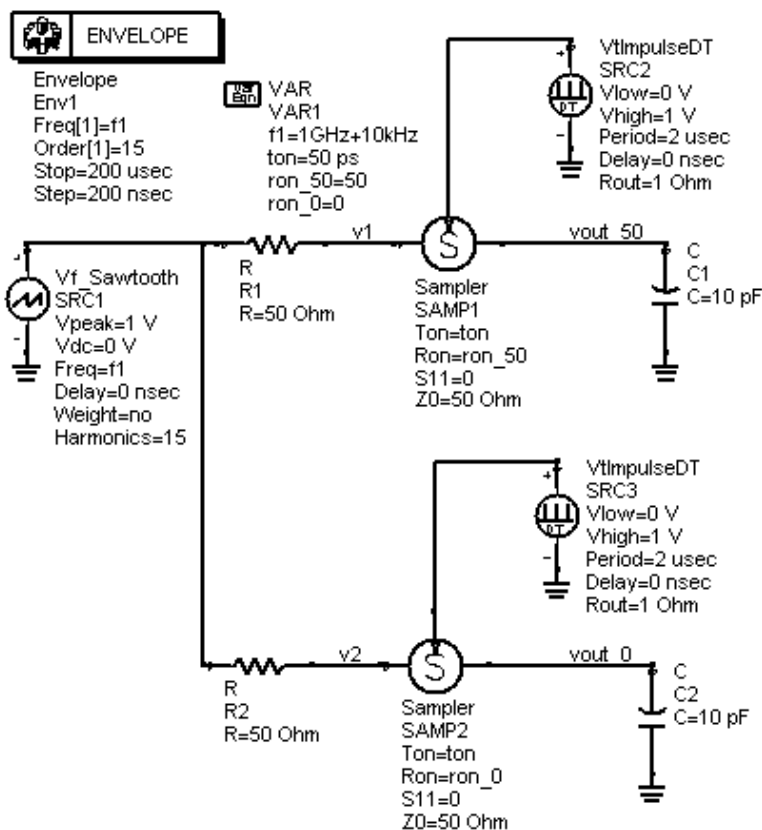 ENVELOPE
Envelope
Env1
Freq[1]=f1
Order[1]=15
Stop=200 usec
Step=200 nsec
Var
Eqn
VAR
VAR1
f1=1GHz+10kHz
ton=50 ps
ron_50=50
ron_0=0
VtImpulseDT
SRC2
Vlow=0 V
Vhigh=1 V
Period=2 usec
Delay=0 nsec
Rout=1 Ohm
DT
Vf_Sawtooth
SRC1
Vpeak=1 V
Vdc=0 V
Freq=f1
Delay=0 nsec
Weight=no
Harmonics=15
R
R1
R=50 Ohm
v1
S
Sampler
SAMP1
Ton=ton
Ron=ron_50
S11=0
Z0=50 Ohm
vout_50
C
C1
C=10 pF
VtImpulseDT
SRC3
Vlow=0 V
Vhigh=1 V
Period=2 usec
Delay=0 nsec
Rout=1 Ohm
DT
R
R2
R=50 Ohm
v2
S
Sampler
SAMP2
Ton=ton
Ron=ron_0
S11=0
Z0=50 Ohm
vout_0
C
C2
C=10 pF